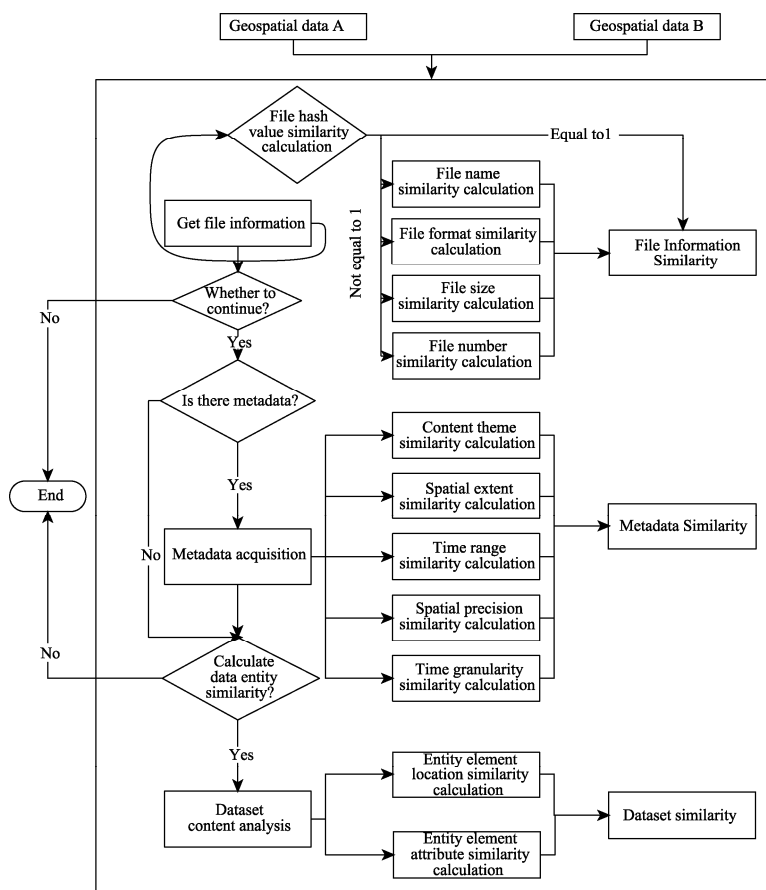 Geospatial data A
Geospatial data B
File hash
value similarity
calculation
Equal to1
File name
similarity calculation
Get file information
Not equal to 1
File format similarity
calculation
File Information
Similarity
Whether to
continue?
File size
similarity calculation
No
Yes
File number
similarity calculation
Is there metadata?
Content theme
similarity calculation
Yes
End
Spatial extent
similarity calculation
Metadata Similarity
No
Metadata acquisition
Time range
similarity calculation
Spatial precision
similarity calculation
No
Calculate
data entity
similarity?
Time granularity
similarity calculation
Yes
Entity element
location similarity
calculation
Dataset
content analysis
Dataset similarity
Entity element
attribute similarity
calculation